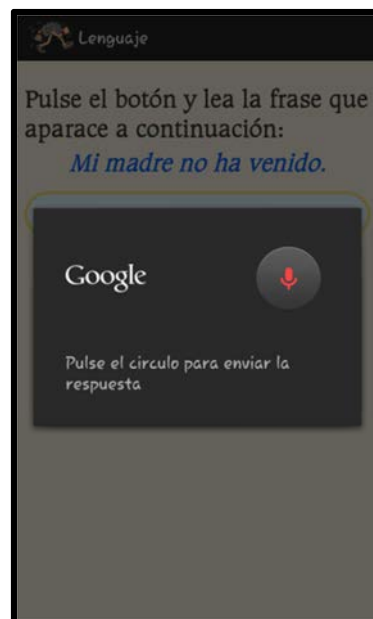 Lenguaje
Pulse el botón y lea la frase que
aparace a continuación:
Mi madre no ha venido.
Google
Pulse el circulo para enviar la
respuesta